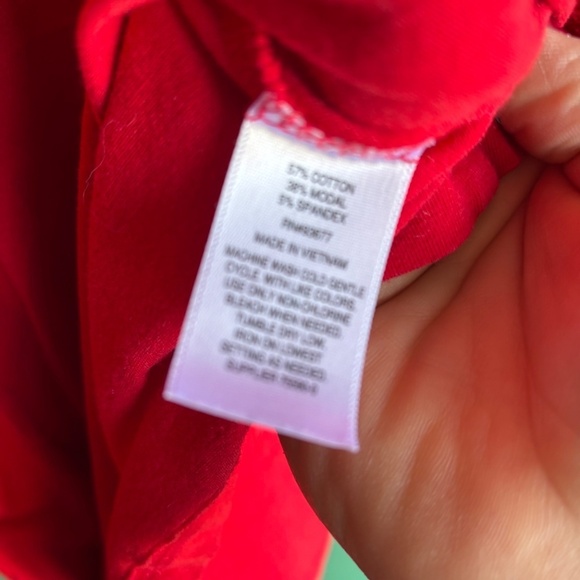 57% COTTON
38% MODAL
5% SPANDEX
MADE IN VIETNAM
MACHINE WASH COLD GENTLE
CYCLE. WITH LIKE COLORS.
USE ONLY NON-CHLORINE
BLEACH WHEN NEEDED.
TUMBLE DRY LOW.
IRON ON LOWEST
SETTING AS NEEDED.
SUPPLIER